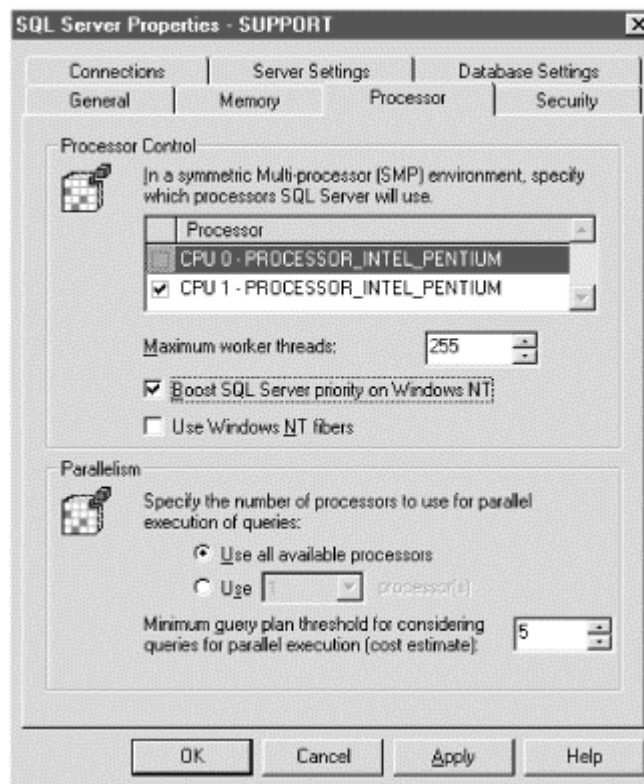 SQL Server Properties - SUPPORT
Connections Server Settings Database Settings
General Memory Processor Security
Processor Control
In a symmetric Multi-processor (SMP) environment, specify
which processors SQL Server will use.
Processor
CPU 0 - PROCESSOR_INTEL_PENTIUM
CPU 1 - PROCESSOR_INTEL_PENTIUM
Maximum worker threads: 255
Boost SQL Server priority on Windows NT
Use Windows NT fibers
Parallelism
Specify the number of processors to use for parallel
execution of queries:
Use all available processors
Use 1 processor(s)
Minimum query plan threshold for considering
queries for parallel execution (cost estimate): 5
OK Cancel Apply Help